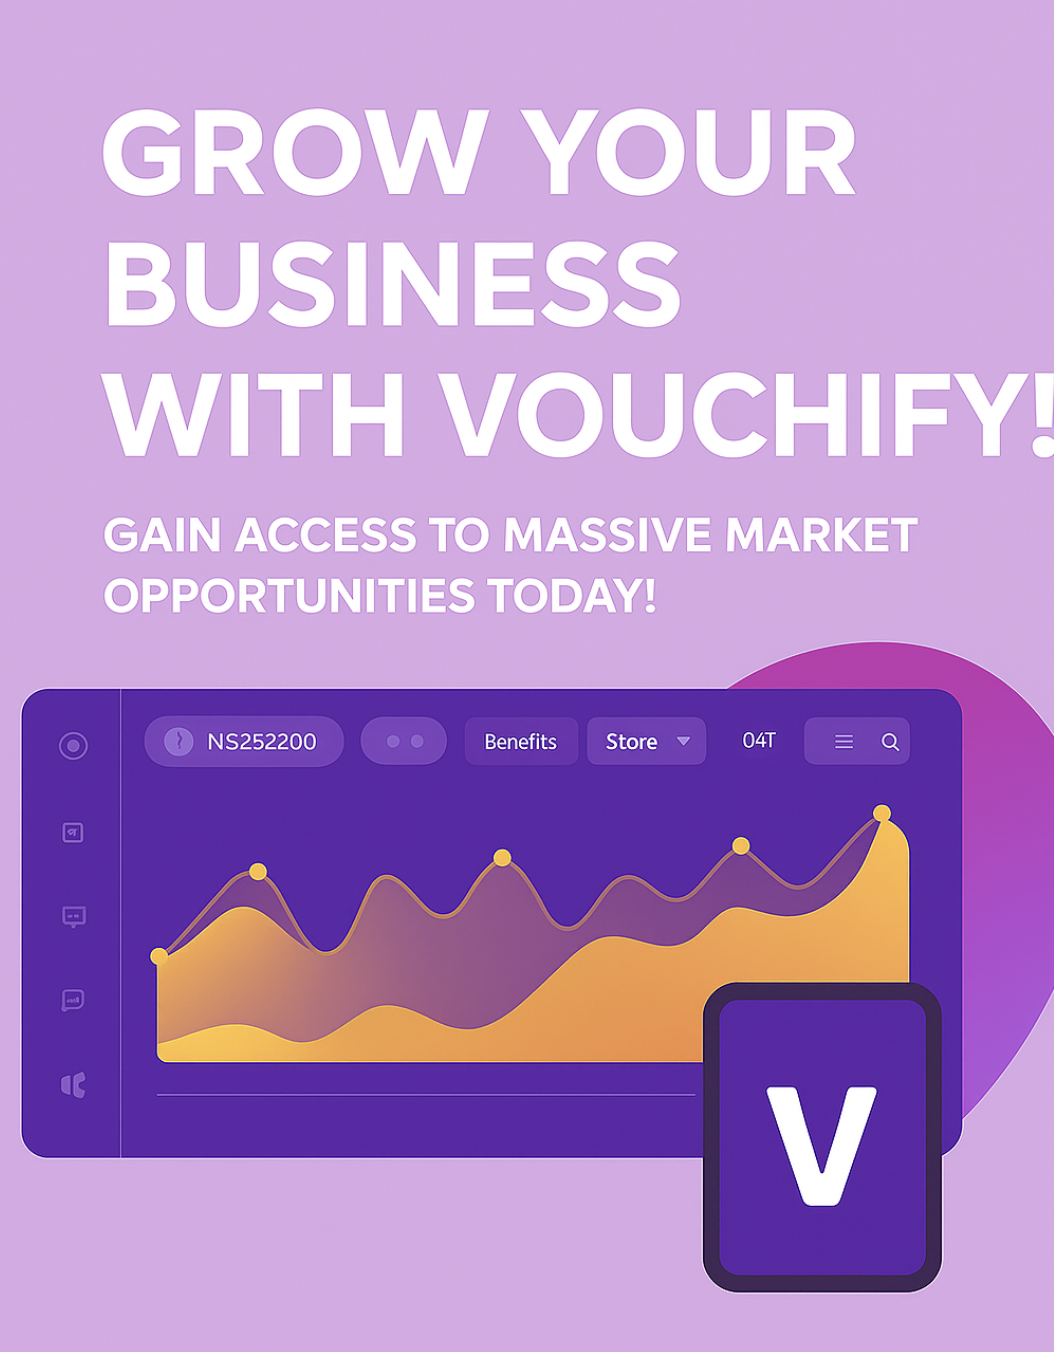 GROW YOUR
BUSINESS
WITH VOUCHIFY!
GAIN ACCESS TO MASSIVE MARKET
OPPORTUNITIES TODAY!
NS252200 Benefits Store 04T
V